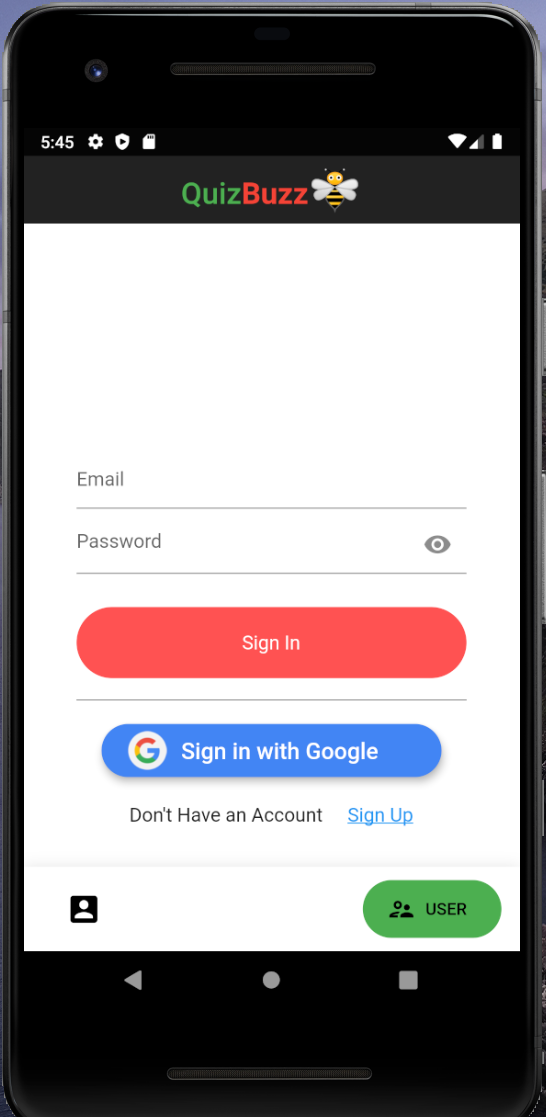 5:45
QuizBuzz
Email
Password
Sign In
Sign in with Google
Don't Have an Account Sign Up
USER